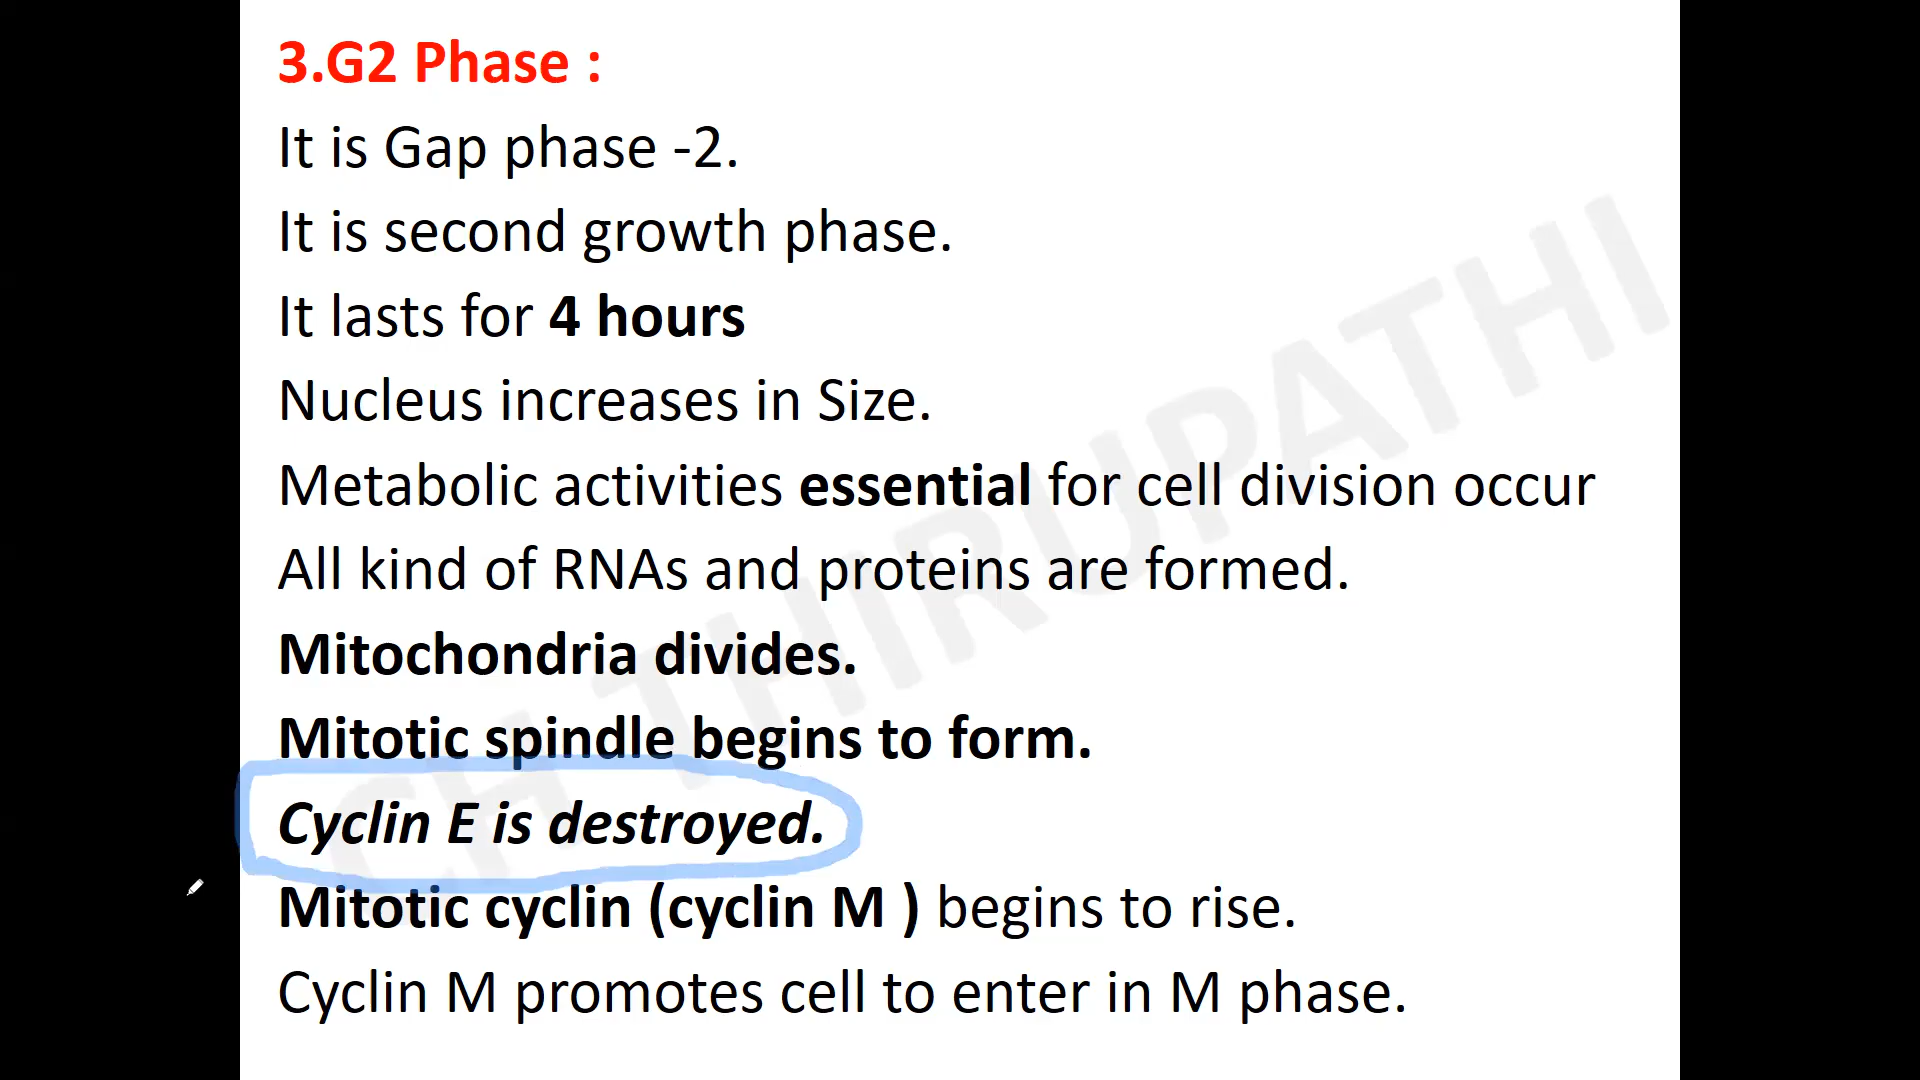 3.G2 Phase :
It is Gap phase -2.
It is second growth phase.
It lasts for 4 hours
Nucleus increases in Size.
Metabolic activities essential for cell division occur
All kind of RNAs and proteins are formed.
Mitochondria divides.
Mitotic spindle begins to form.
Cyclin E is destroyed.
Mitotic cyclin (cyclin M ) begins to rise.
Cyclin M promotes cell to enter in M phase.
CH THIRUPATHI